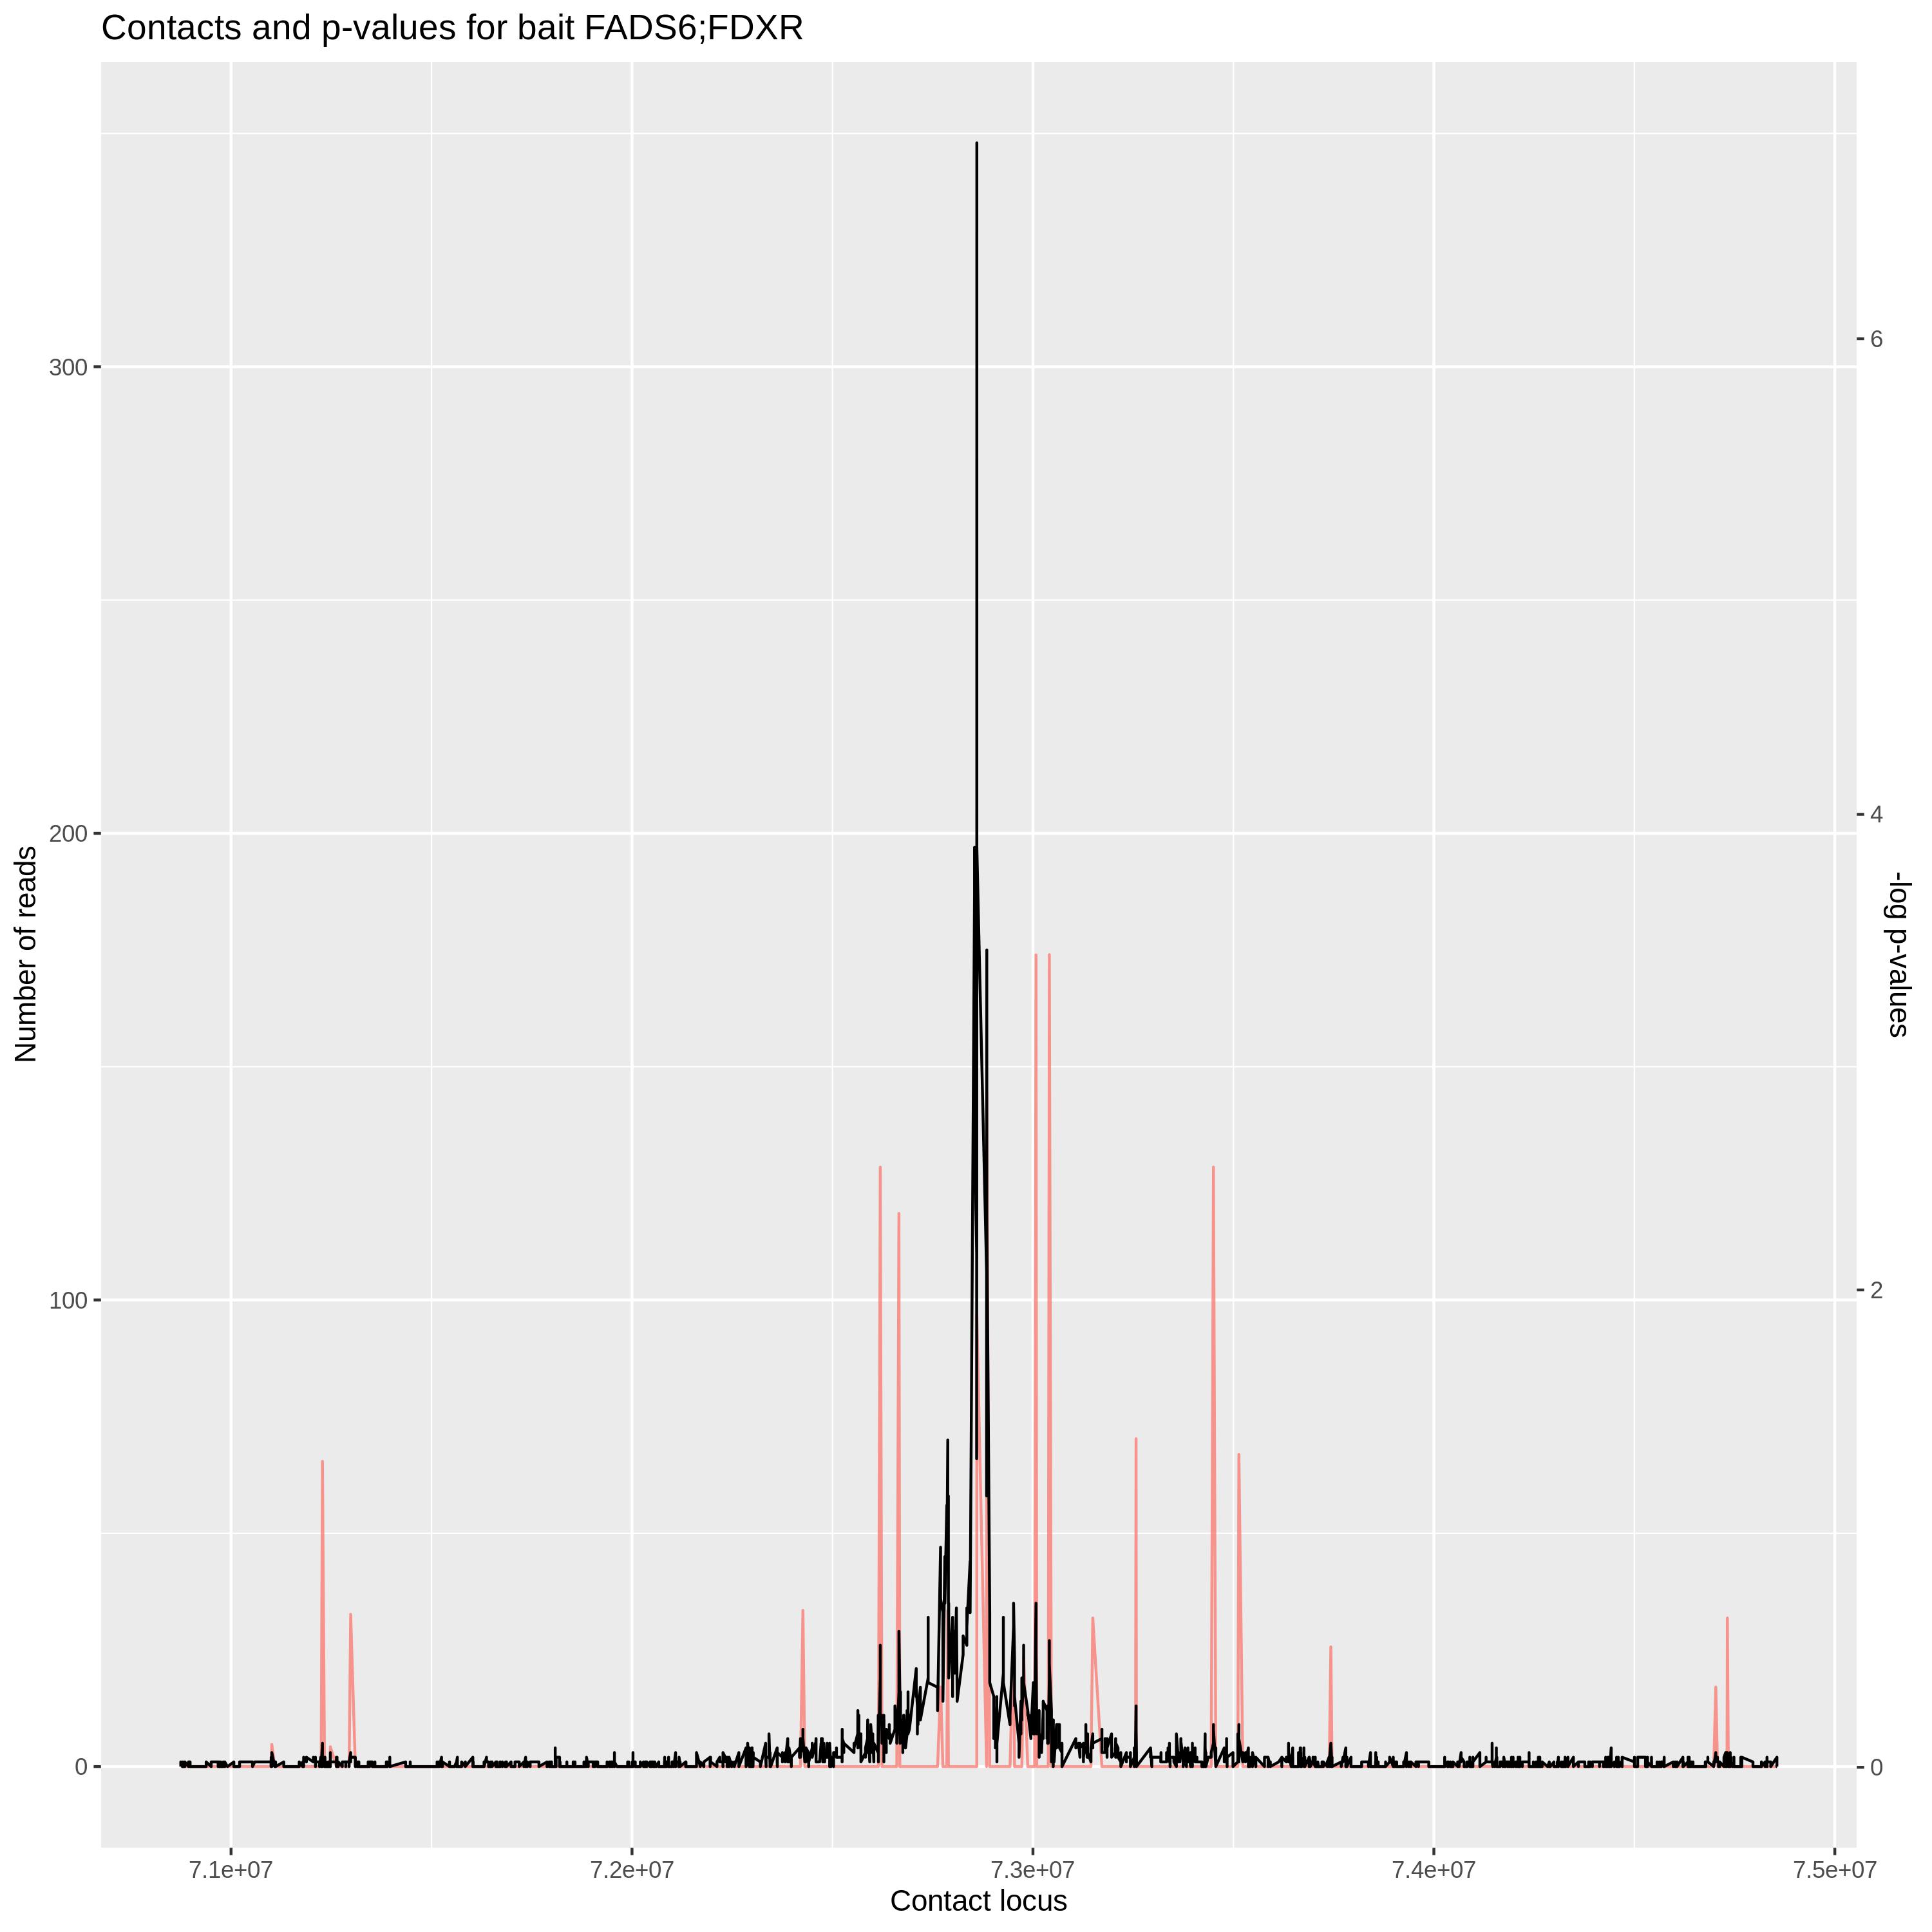 Contacts and p-values for bait FADS6;FDXR
300
200
100
0
6
4
2
0
Number of reads
-log p-values
7.1e+07 7.2e+07 7.3e+07 7.4e+07 7.5e+07
Contact locus